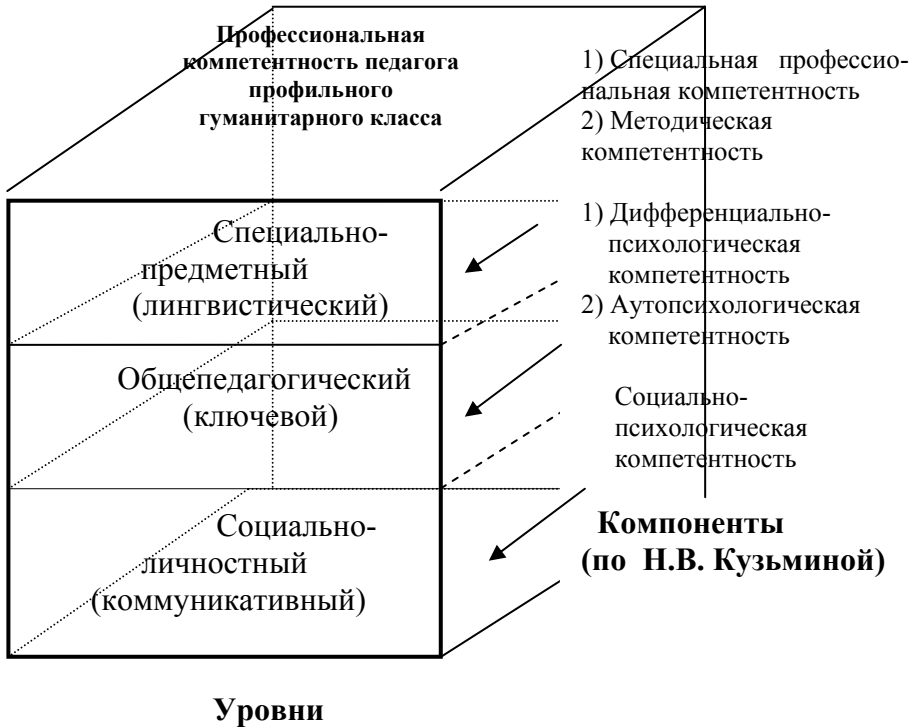 Профессиональная
компетентность педагога
профильного
гуманитарного класса
1) Специальная профессио-
нальная компетентность
2) Методическая
компетентность
Специально-
предметный
(лингвистический)
1) Дифференциально-
психологическая
компетентность
2) Аутопсихологическая
компетентность
Общепедагогический
(ключевой)
Социально-
психологическая
компетентность
Социально-
личностный
(коммуникативный)
Компоненты
(по Н.В. Кузьминой)
Уровни